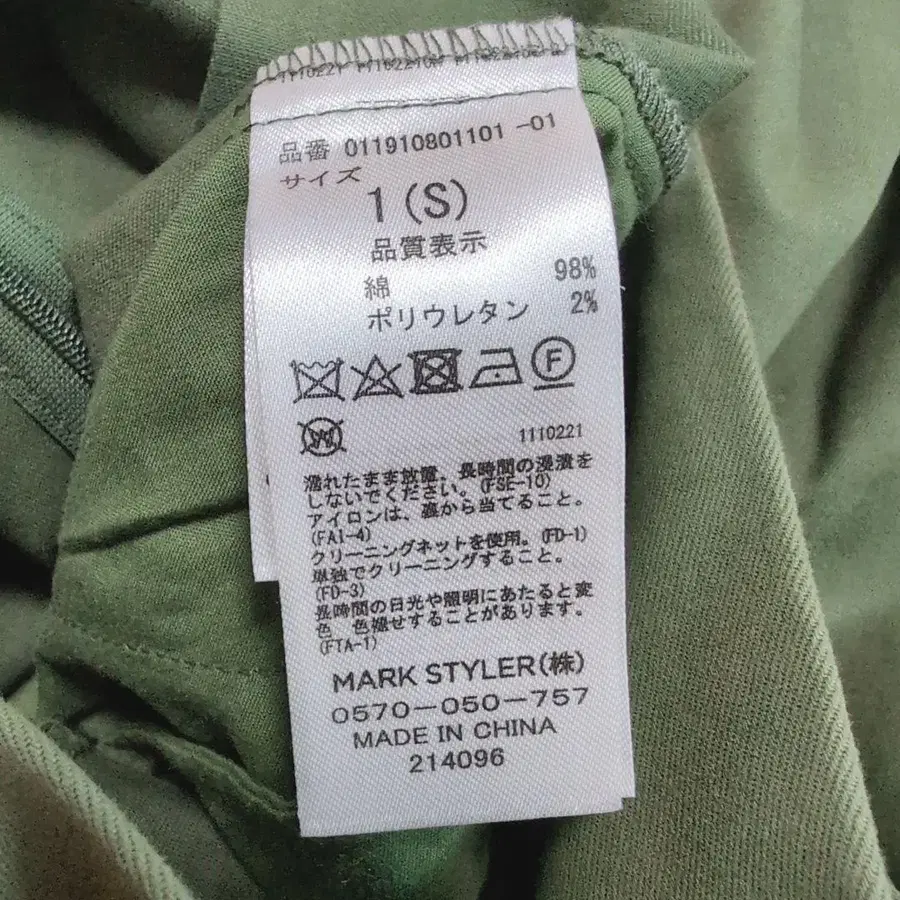 1110221
品番 011910801101 -01
サイズ
1(S)
品質表示
綿 98%
ポリウレタン 2%
F
W
1110221
濡れたまま放置、長時間の浸漬を
しないでください。(FSE-10)
アイロンは、裏から当てること。
(FAI-4)
クリーニングネットを使用。(FD-1)
単独でクリーニングすること。
(FD-3)
長時間の日光や照明にあたると変
色 色褪せすることがあります。
(FTA-1)
MARK STYLER(株)
0570-050-757
MADE IN CHINA
214096